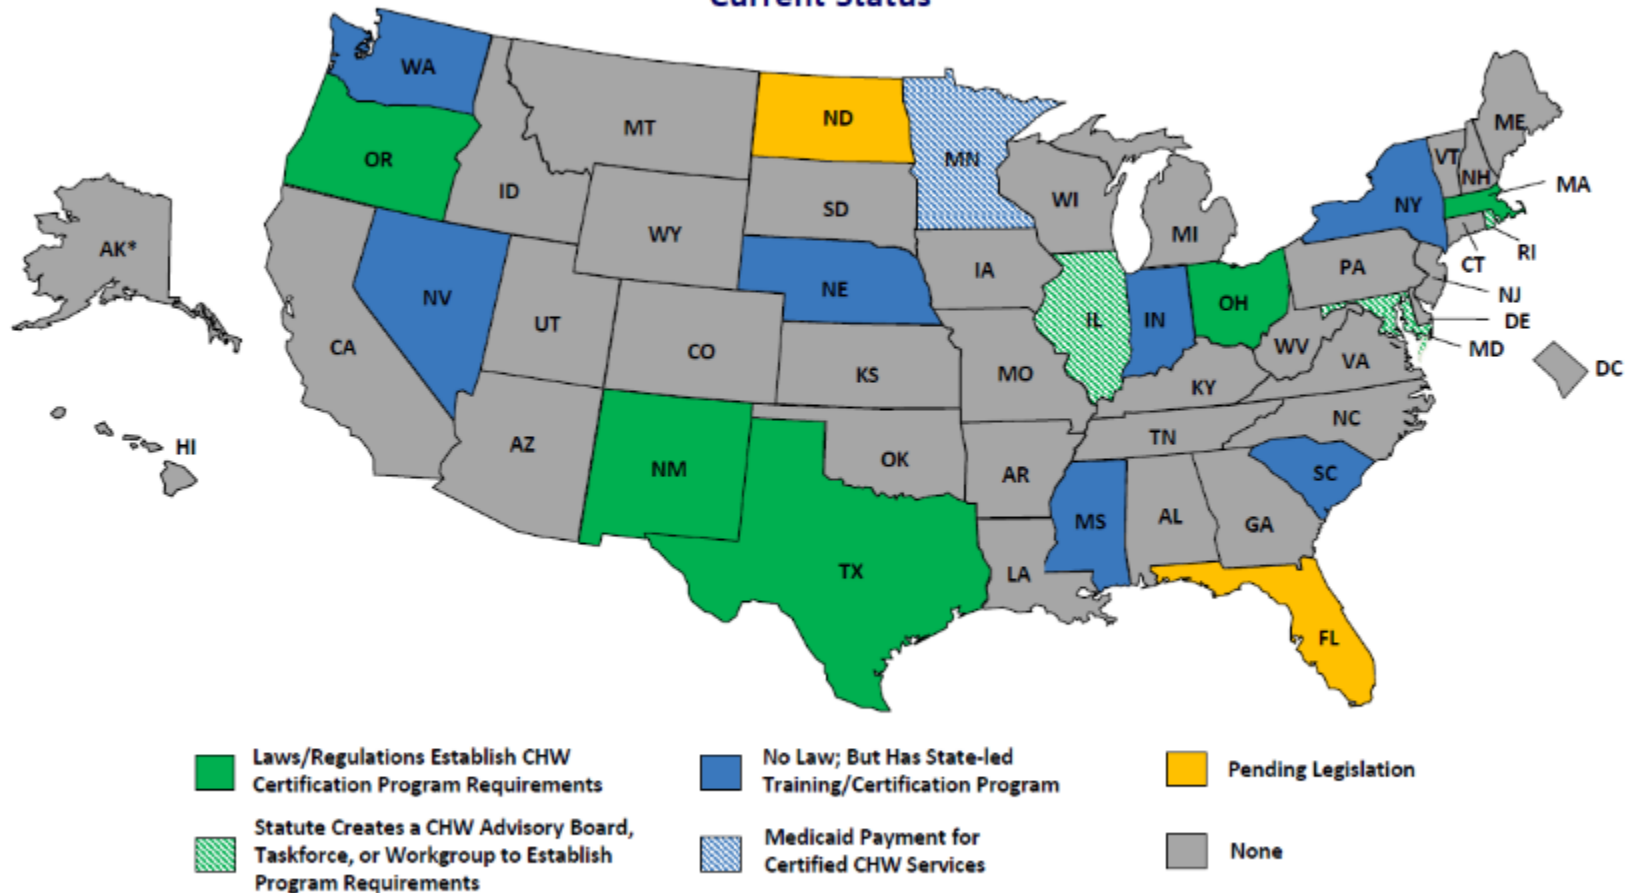 Current Status
WA
OR
MT
ND
MN
ID
SD
WY
WI
MI
ME
VT
NH
MA
NY
RI
CT
AK*
NV
UT
CA
CO
NE
IA
IL
IN
OH
PA
NJ
DE
MD
DC
WV
VA
KS
MO
KY
HI
AZ
NM
OK
AR
TN
NC
SC
MS
AL
GA
TX
LA
FL
Laws/Regulations Establish CHW
Certification Program Requirements
No Law; But Has State-led
Training/Certification Program
Pending Legislation
Statute Creates a CHW Advisory Board,
Taskforce, or Workgroup to Establish
Program Requirements
Medicaid Payment for
Certified CHW Services
None